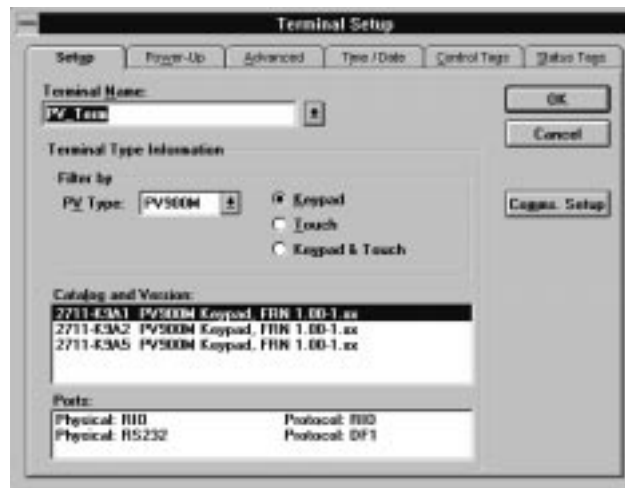 Terminal Setup
Setup Power-Up Advanced Time / Date Control Tags Status Tags
Terminal Name:
PV_Term
OK
Cancel
Terminal Type Information
Filter by
PV Type: PV900M
Keypad
Touch
Keypad & Touch
Comms. Setup
Catalog and Version:
2711-K9A1 PV900M Keypad, FRN 1.00-1.xx
2711-K9A2 PV900M Keypad, FRN 1.00-1.xx
2711-K9A5 PV900M Keypad, FRN 1.00-1.xx
Ports:
Physical: RIO Protocol: RIO
Physical: RS232 Protocol: DF1